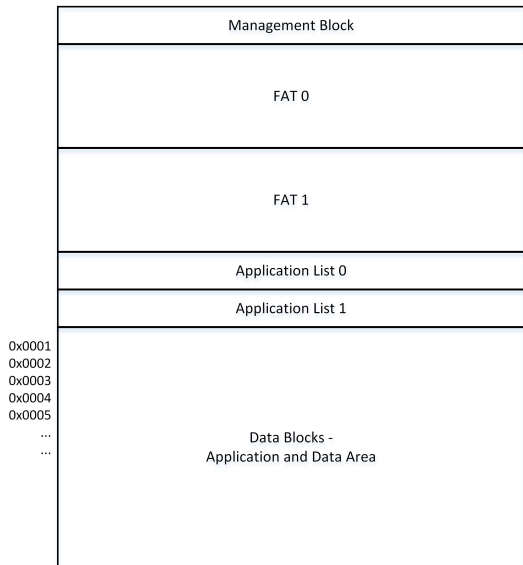 Management Block
FAT 0
FAT 1
Application List 0
Application List 1
0x0001
0x0002
0x0003
0x0004
0x0005
...
...
Data Blocks -
Application and Data Area